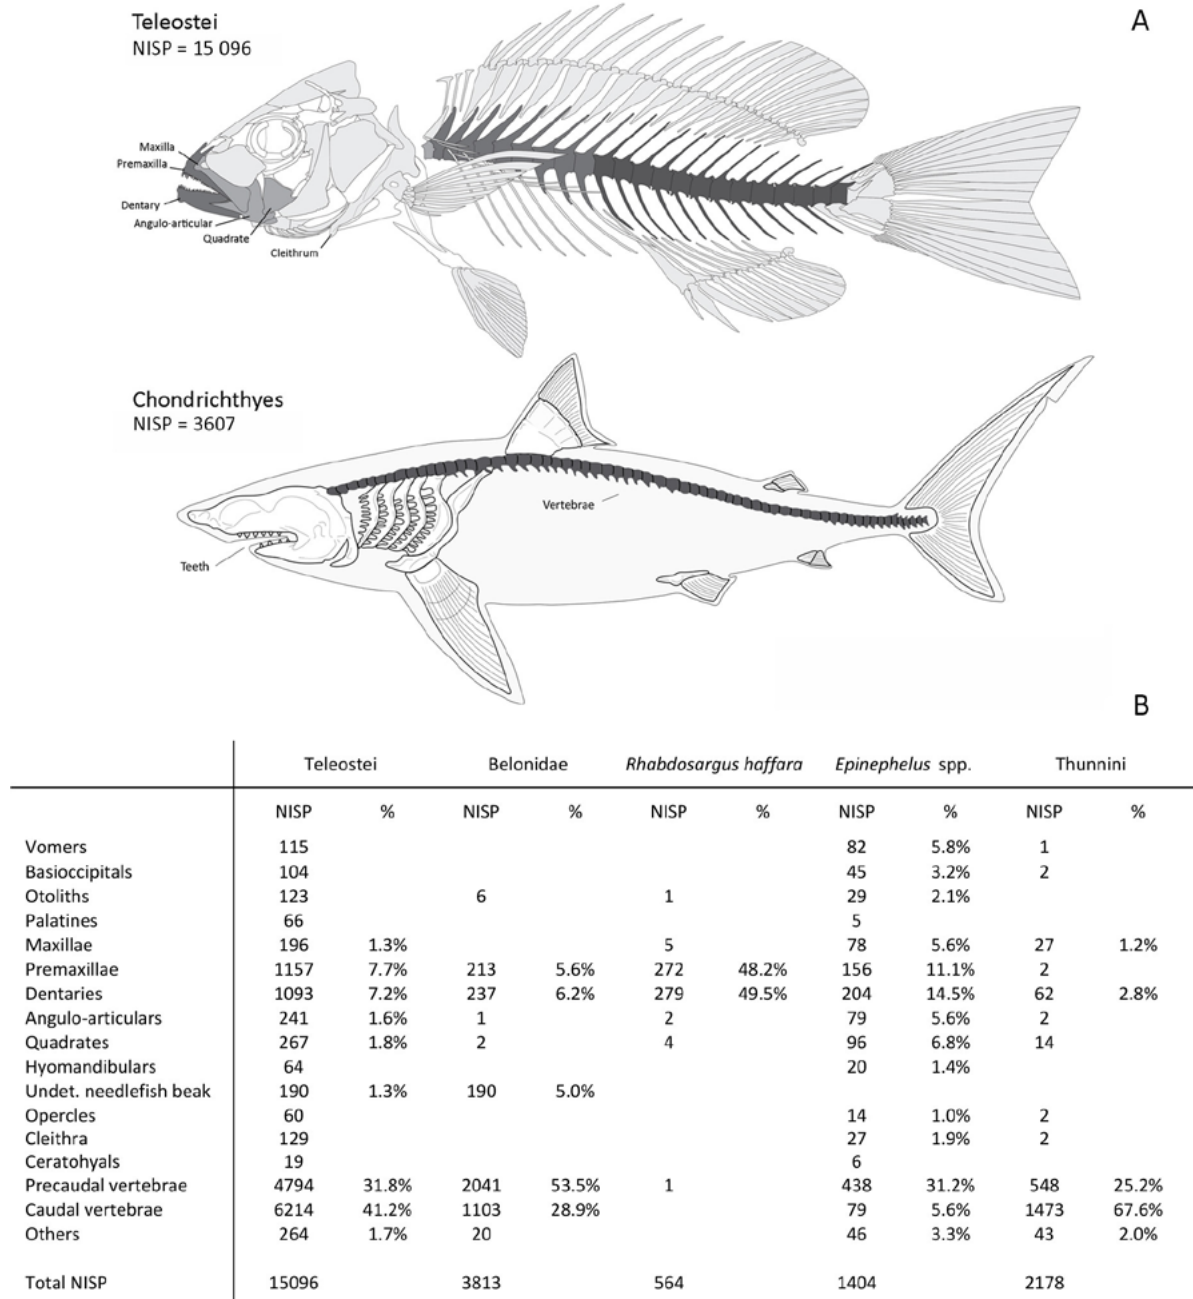 Teleostei
NISP = 15 096
A
Maxilla
Premaxilla
Dentary
Angulo-articular
Quadrate
Cleithrum
Chondrichthyes
NISP = 3607
Vertebrae
Teeth
B
Teleostei Belonidae Rhabdosargus haffara Epinephelus spp. Thunnini
NISP % NISP % NISP % NISP % NISP %
Vomers 115 82 5.8% 1
Basioccipitals 104 45 3.2% 2
Otoliths 123 6 1 29 2.1%
Palatines 66 5
Maxillae 196 1.3% 5 78 5.6% 27 1.2%
Premaxillae 1157 7.7% 213 5.6% 272 48.2% 156 11.1% 2
Dentaries 1093 7.2% 237 6.2% 279 49.5% 204 14.5% 62 2.8%
Angulo-articulars 241 1.6% 1 2 79 5.6% 2
Quadrates 267 1.8% 2 4 96 6.8% 14
Hyomandibulars 64 20 1.4%
Undet. needlefish beak 190 1.3% 190 5.0%
Opercles 60 14 1.0% 2
Cleithra 129 27 1.9% 2
Ceratohyals 19 6
Precaudal vertebrae 4794 31.8% 2041 53.5% 1 438 31.2% 548 25.2%
Caudal vertebrae 6214 41.2% 1103 28.9% 79 5.6% 1473 67.6%
Others 264 1.7% 20 46 3.3% 43 2.0%
Total NISP 15096 3813 564 1404 2178